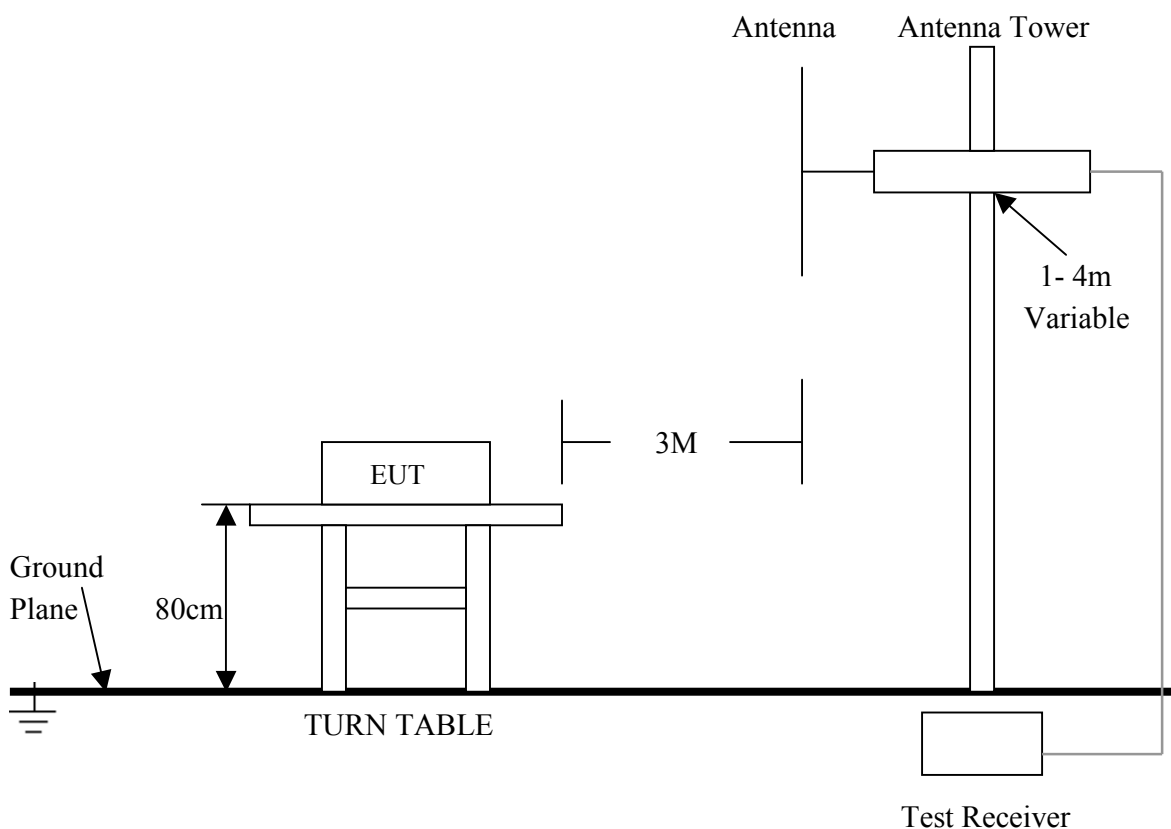 Antenna
Antenna Tower
1- 4m
Variable
3M
EUT
Ground
Plane
80cm
TURN TABLE
Test Receiver